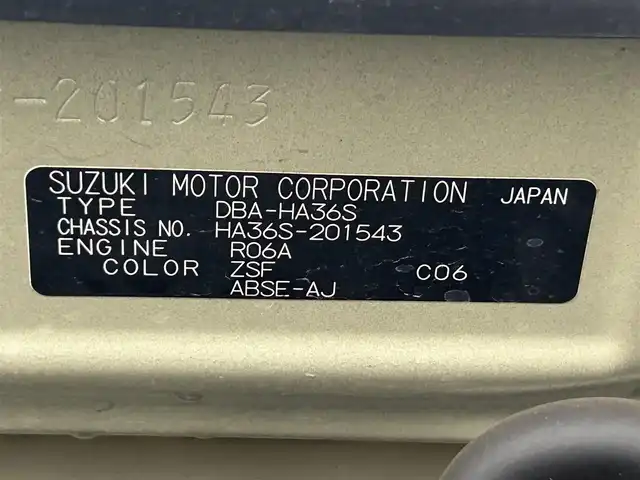 -201543
SUZUKI MOTOR CORPORATION JAPAN
TYPE DBA-HA36S
CHASSIS NO. HA36S-201543
ENGINE R06A
COLOR ZSF C06
ABSE-AJ